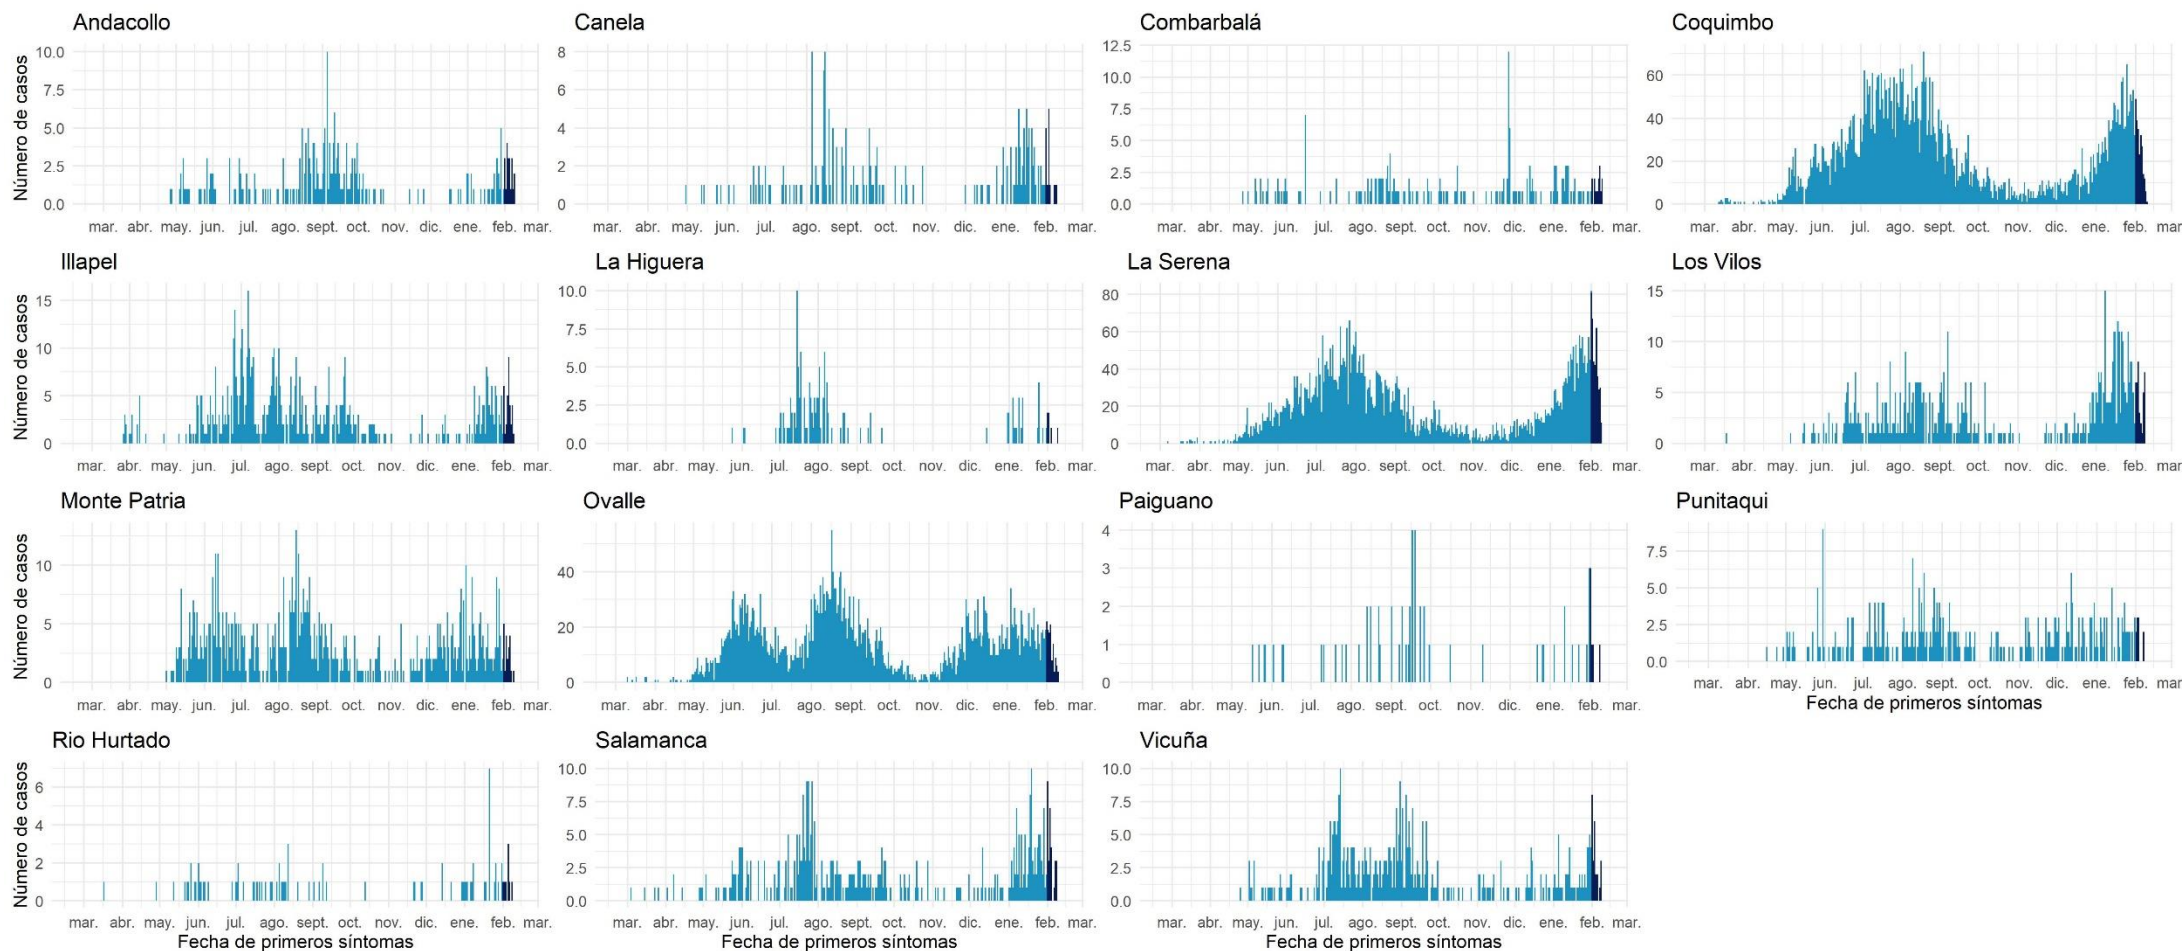 Andacollo
Canela
Combarbalá
Coquimbo
Número de casos
10.0
7.5
5.0
2.5
0.0
8
6
4
2
0
12.5
10.0
7.5
5.0
2.5
0.0
60
40
20
0
mar. abr. may. jun. jul. ago. sept. oct. nov. dic. ene. feb. mar.
mar. abr. may. jun. jul. ago. sept. oct. nov. dic. ene. feb. mar.
mar. abr. may. jun. jul. ago. sept. oct. nov. dic. ene. feb. mar.
mar. abr. may. jun. jul. ago. sept. oct. nov. dic. ene. feb. mar
Illapel
La Higuera
La Serena
Los Vilos
Número de casos
15
10
5
0
10.0
7.5
5.0
2.5
0.0
80
60
40
20
0
15
10
5
0
mar. abr. may. jun. jul. ago. sept. oct. nov. dic. ene. feb. mar.
mar. abr. may. jun. jul. ago. sept. oct. nov. dic. ene. feb. mar.
mar. abr. may. jun. jul. ago. sept. oct. nov. dic. ene. feb. mar.
mar. abr. may. jun. jul. ago. sept. oct. nov. dic. ene. feb. mar
Monte Patria
Ovalle
Paiguano
Punitaqui
Número de casos
10
5
0
40
20
0
4
3
2
1
0
7.5
5.0
2.5
0.0
mar. abr. may. jun. jul. ago. sept. oct. nov. dic. ene. feb. mar.
mar. abr. may. jun. jul. ago. sept. oct. nov. dic. ene. feb. mar.
mar. abr. may. jun. jul. ago. sept. oct. nov. dic. ene. feb. mar.
mar. abr. may. jun. jul. ago. sept. oct. nov. dic. ene. feb. mar
Fecha de primeros síntomas
Rio Hurtado
Salamanca
Vicuña
Número de casos
6
4
2
0
10.0
7.5
5.0
2.5
0.0
10.0
7.5
5.0
2.5
0.0
mar. abr. may. jun. jul. ago. sept. oct. nov. dic. ene. feb. mar.
mar. abr. may. jun. jul. ago. sept. oct. nov. dic. ene. feb. mar.
mar. abr. may. jun. jul. ago. sept. oct. nov. dic. ene. feb. mar.
Fecha de primeros síntomas
Fecha de primeros síntomas
Fecha de primeros síntomas